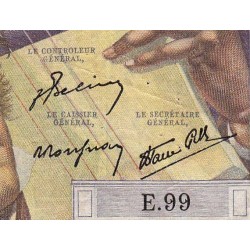 LE CONTROLEUR
GÉNÉRAL,
LE CAISSIER
GÉNÉRAL,
LE SECRÉTAIRE
GÉNÉRAL,
E.99